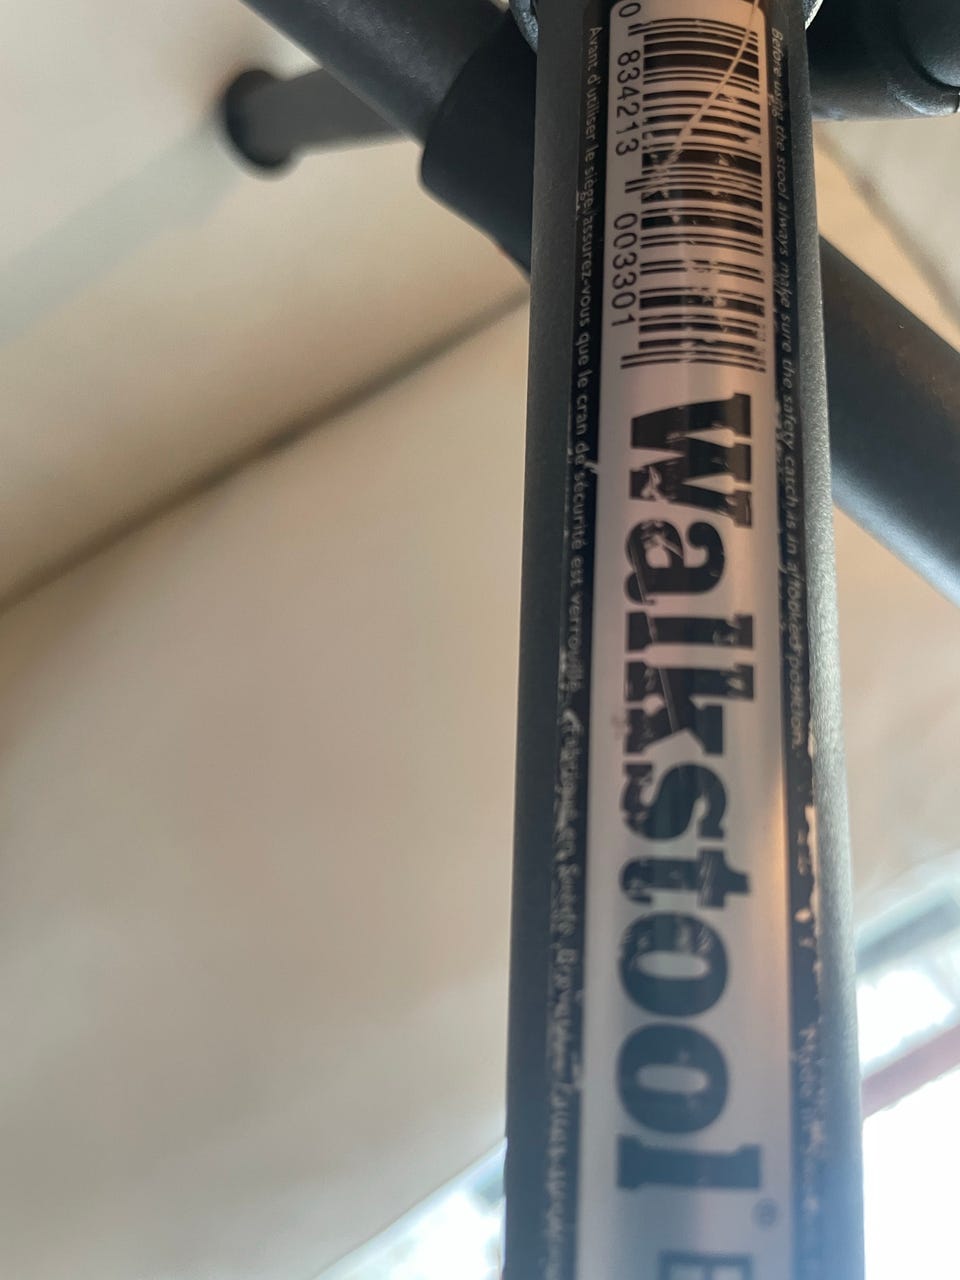 Before using the stool always make sure the safety catch is in a locked position.
0 834213 003301
Walkstool®
Avant d'utiliser le siège, assurez-vous que le cran de sécurité est verrouillé.